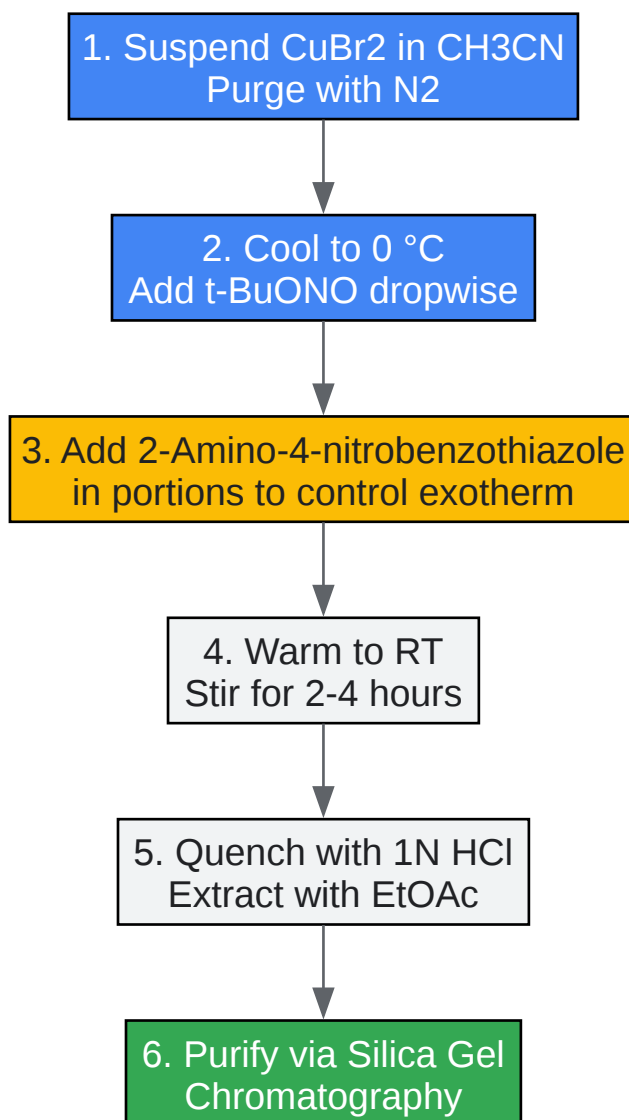 1. Suspend CuBr2 in CH3CN
Purge with N2
2. Cool to 0 °C
Add t-BuONO dropwise
3. Add 2-Amino-4-nitrobenzothiazole
in portions to control exotherm
4. Warm to RT
Stir for 2-4 hours
5. Quench with 1N HCl
Extract with EtOAc
6. Purify via Silica Gel
Chromatography